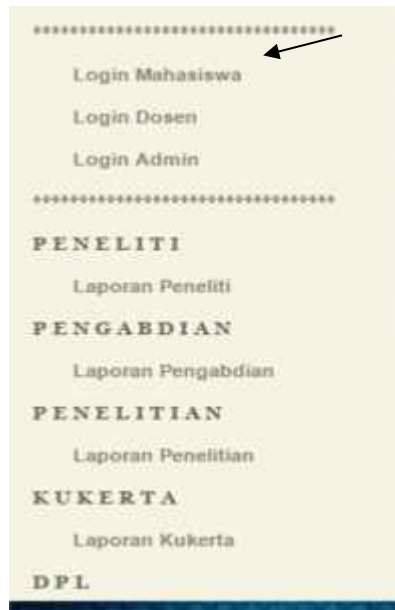 Login Mahasiswa
Login Dosen
Login Admin
PENELITI
Laporan Peneliti
PENGABDIAN
Laporan Pengabdian
PENELITIAN
Laporan Penelitian
KUKERTA
Laporan Kukerta
DPL